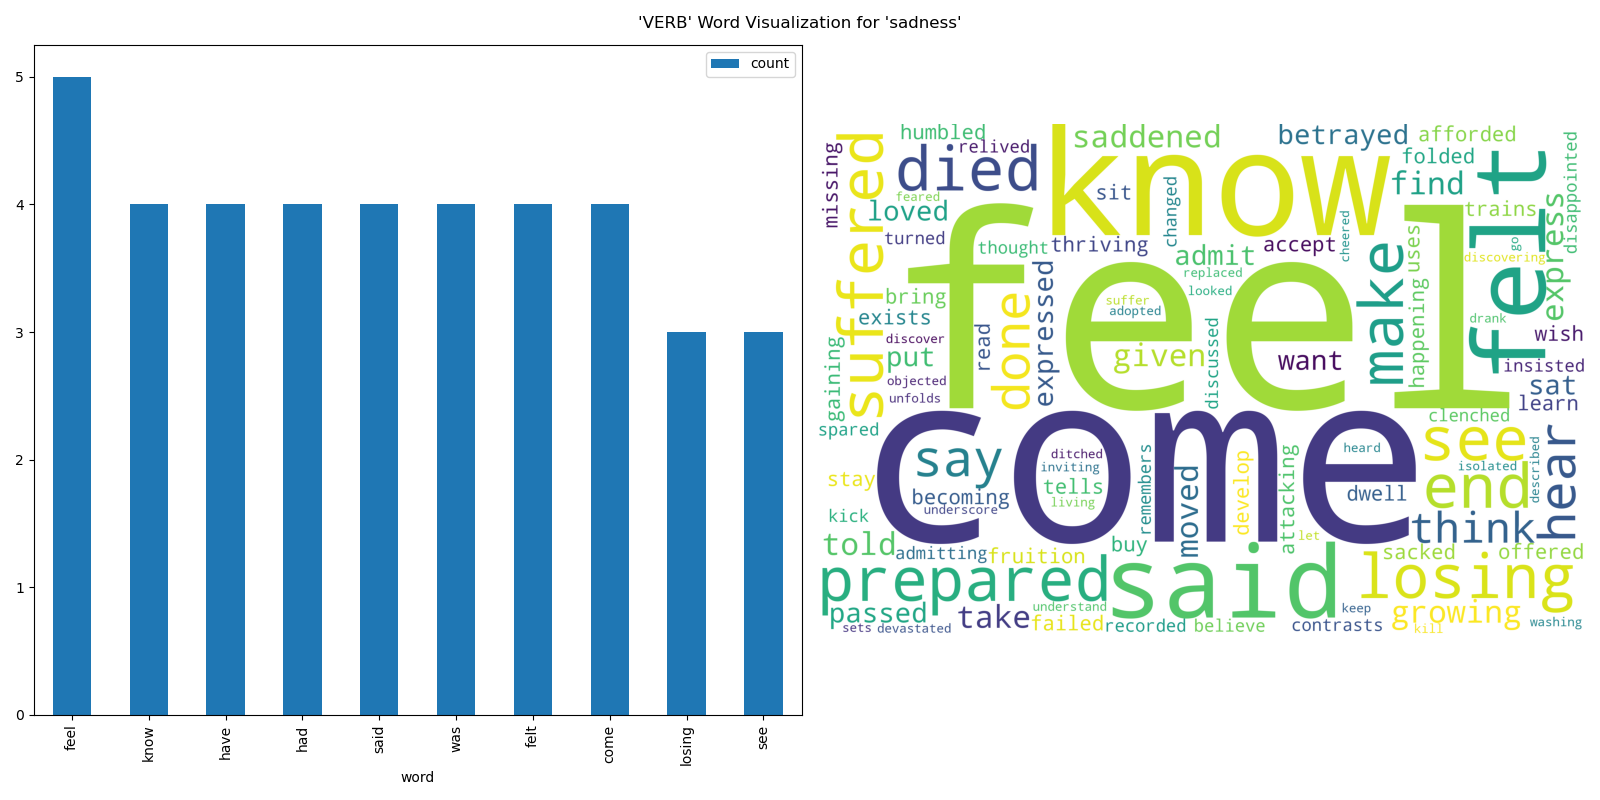 'VERB' Word Visualization for 'sadness'
count
5
4
3
2
1
0
feel
know
have
had
said
was
felt
come
losing
see
word
humbled
relived
saddened
betrayed
afforded
missing
died
know
folded
disappointed
suffered
feared
sit
changed
find
felt
loved
trains
express
turned
thought
thriving
admit
accept
cheered
go
uses
discovering
replaced
make
feel
bring
expressed
suffer
looked
happening
exists
done
adopted
drank
discover
read
discussed
wish
put
given
want
insisted
objected
sat
gaining
unfolds
learn
spared
come
clenched
see
say
ditched
heard
hear
inviting
isolated
described
stay
tells
remembers
develop
attacking
dwell
end
becoming
living
moved
underscore
kick
think
told
admitting
fruition
buy
let
sacked
offered
prepared
said
losing
passed
take
understand
keep
growing
sets
devastated
failed
recorded
believe
contrasts
kill
washing